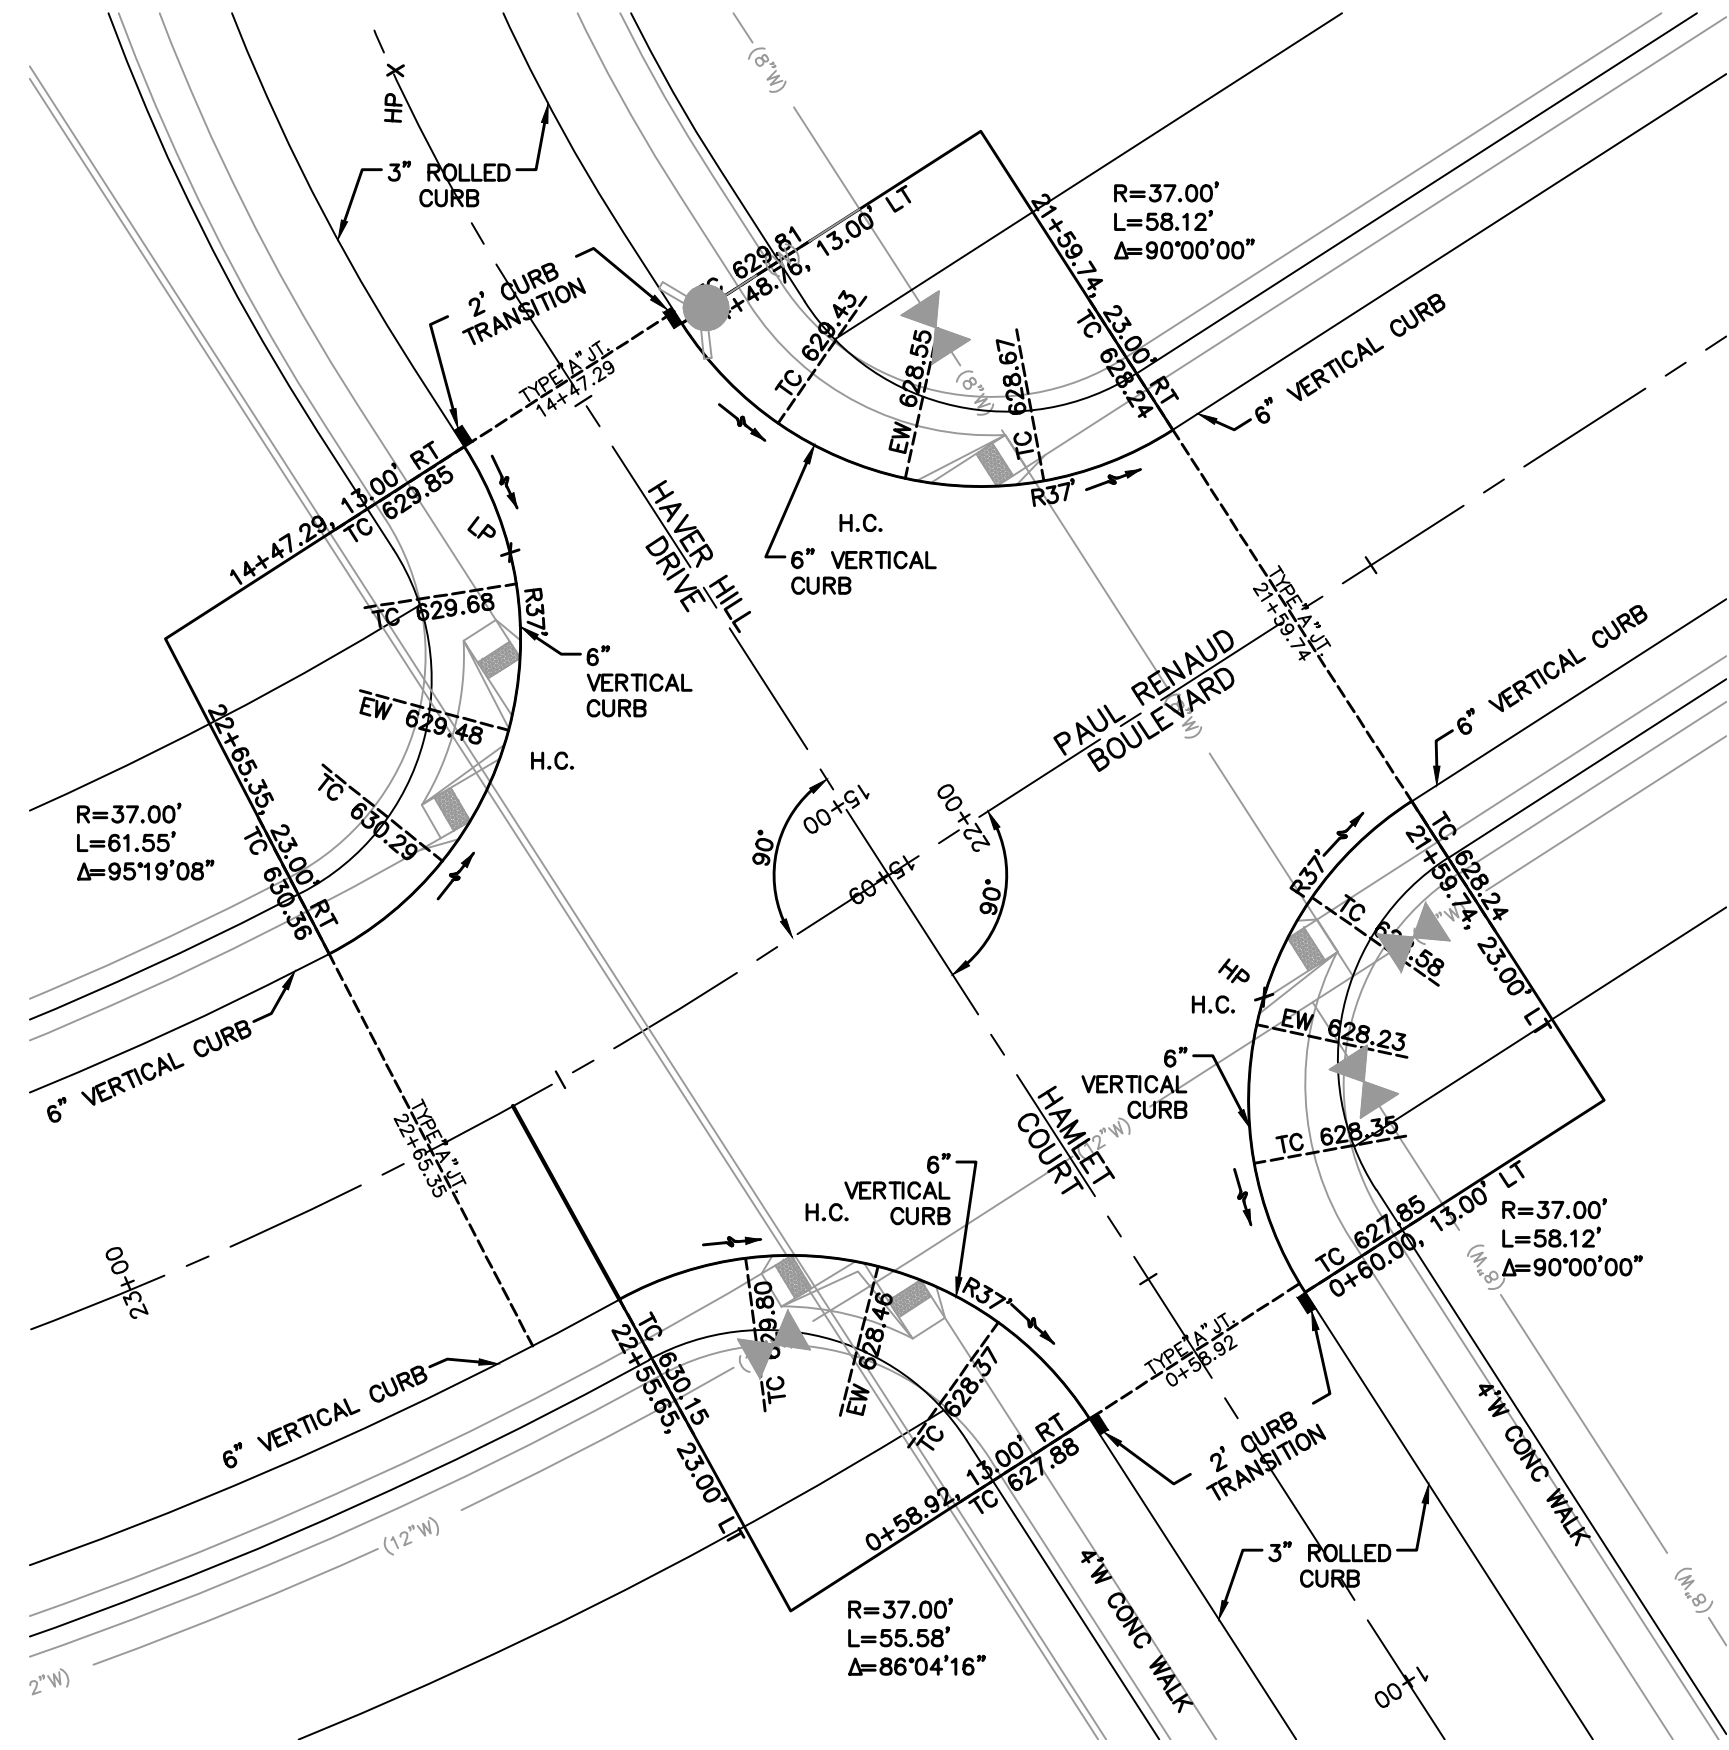 HP X
3” ROLLED
CURB
(8”W)
R=37.00’
L=58.12’
Δ=90°00’00”
2’ CURB
TRANSITION
TC 629.81
13.00’ LT
21+59.74, 23.00’ RT
TC 628.24
TC 629.43
EW 628.55
TC 628.67
(8”W)
6” VERTICAL CURB
TYPE”A”JT.
14+47.29
14+47.29, 13.00’ RT
TC 629.85
LP
R37’
R37’
HAVER HILL
DRIVE
H.C.
6” VERTICAL
CURB
TC 629.68
6”
VERTICAL
CURB
EW 629.48
H.C.
TC 630.29
22+65.35, 23.00’ RT
TC 630.36
R=37.00’
L=61.55’
Δ=95°19’08”
TYPE”A”JT.
21+59.74
PAUL RENAUD
BOULEVARD
6” VERTICAL CURB
15+00
22+00
90°
90°
15+09
R37’
TC 628.24
21+59.74, 23.00’ LT
HP
H.C.
EW 628.23
6”
VERTICAL
CURB
TC 628.35
6” VERTICAL CURB
TYPE”A”JT.
22+65.35
HAMLET
COURT
(12”W)
23+00
6”
VERTICAL
CURB
H.C.
TC 627.85
0+60.00, 13.00’ LT
R=37.00’
L=58.12’
Δ=90°00’00”
(8”W)
R37’
EW 628.46
TC 628.37
TC 630.15
22+55.65, 23.00’ LT
TYPE”A”JT.
0+58.92
6” VERTICAL CURB
0+58.92, 13.00’ RT
TC 627.88
2’ CURB
TRANSITION
4’W CONC WALK
(12”W)
3” ROLLED
CURB
4’W CONC WALK
R=37.00’
L=55.58’
Δ=86°04’16”
(8”W)
2”W)
1+00